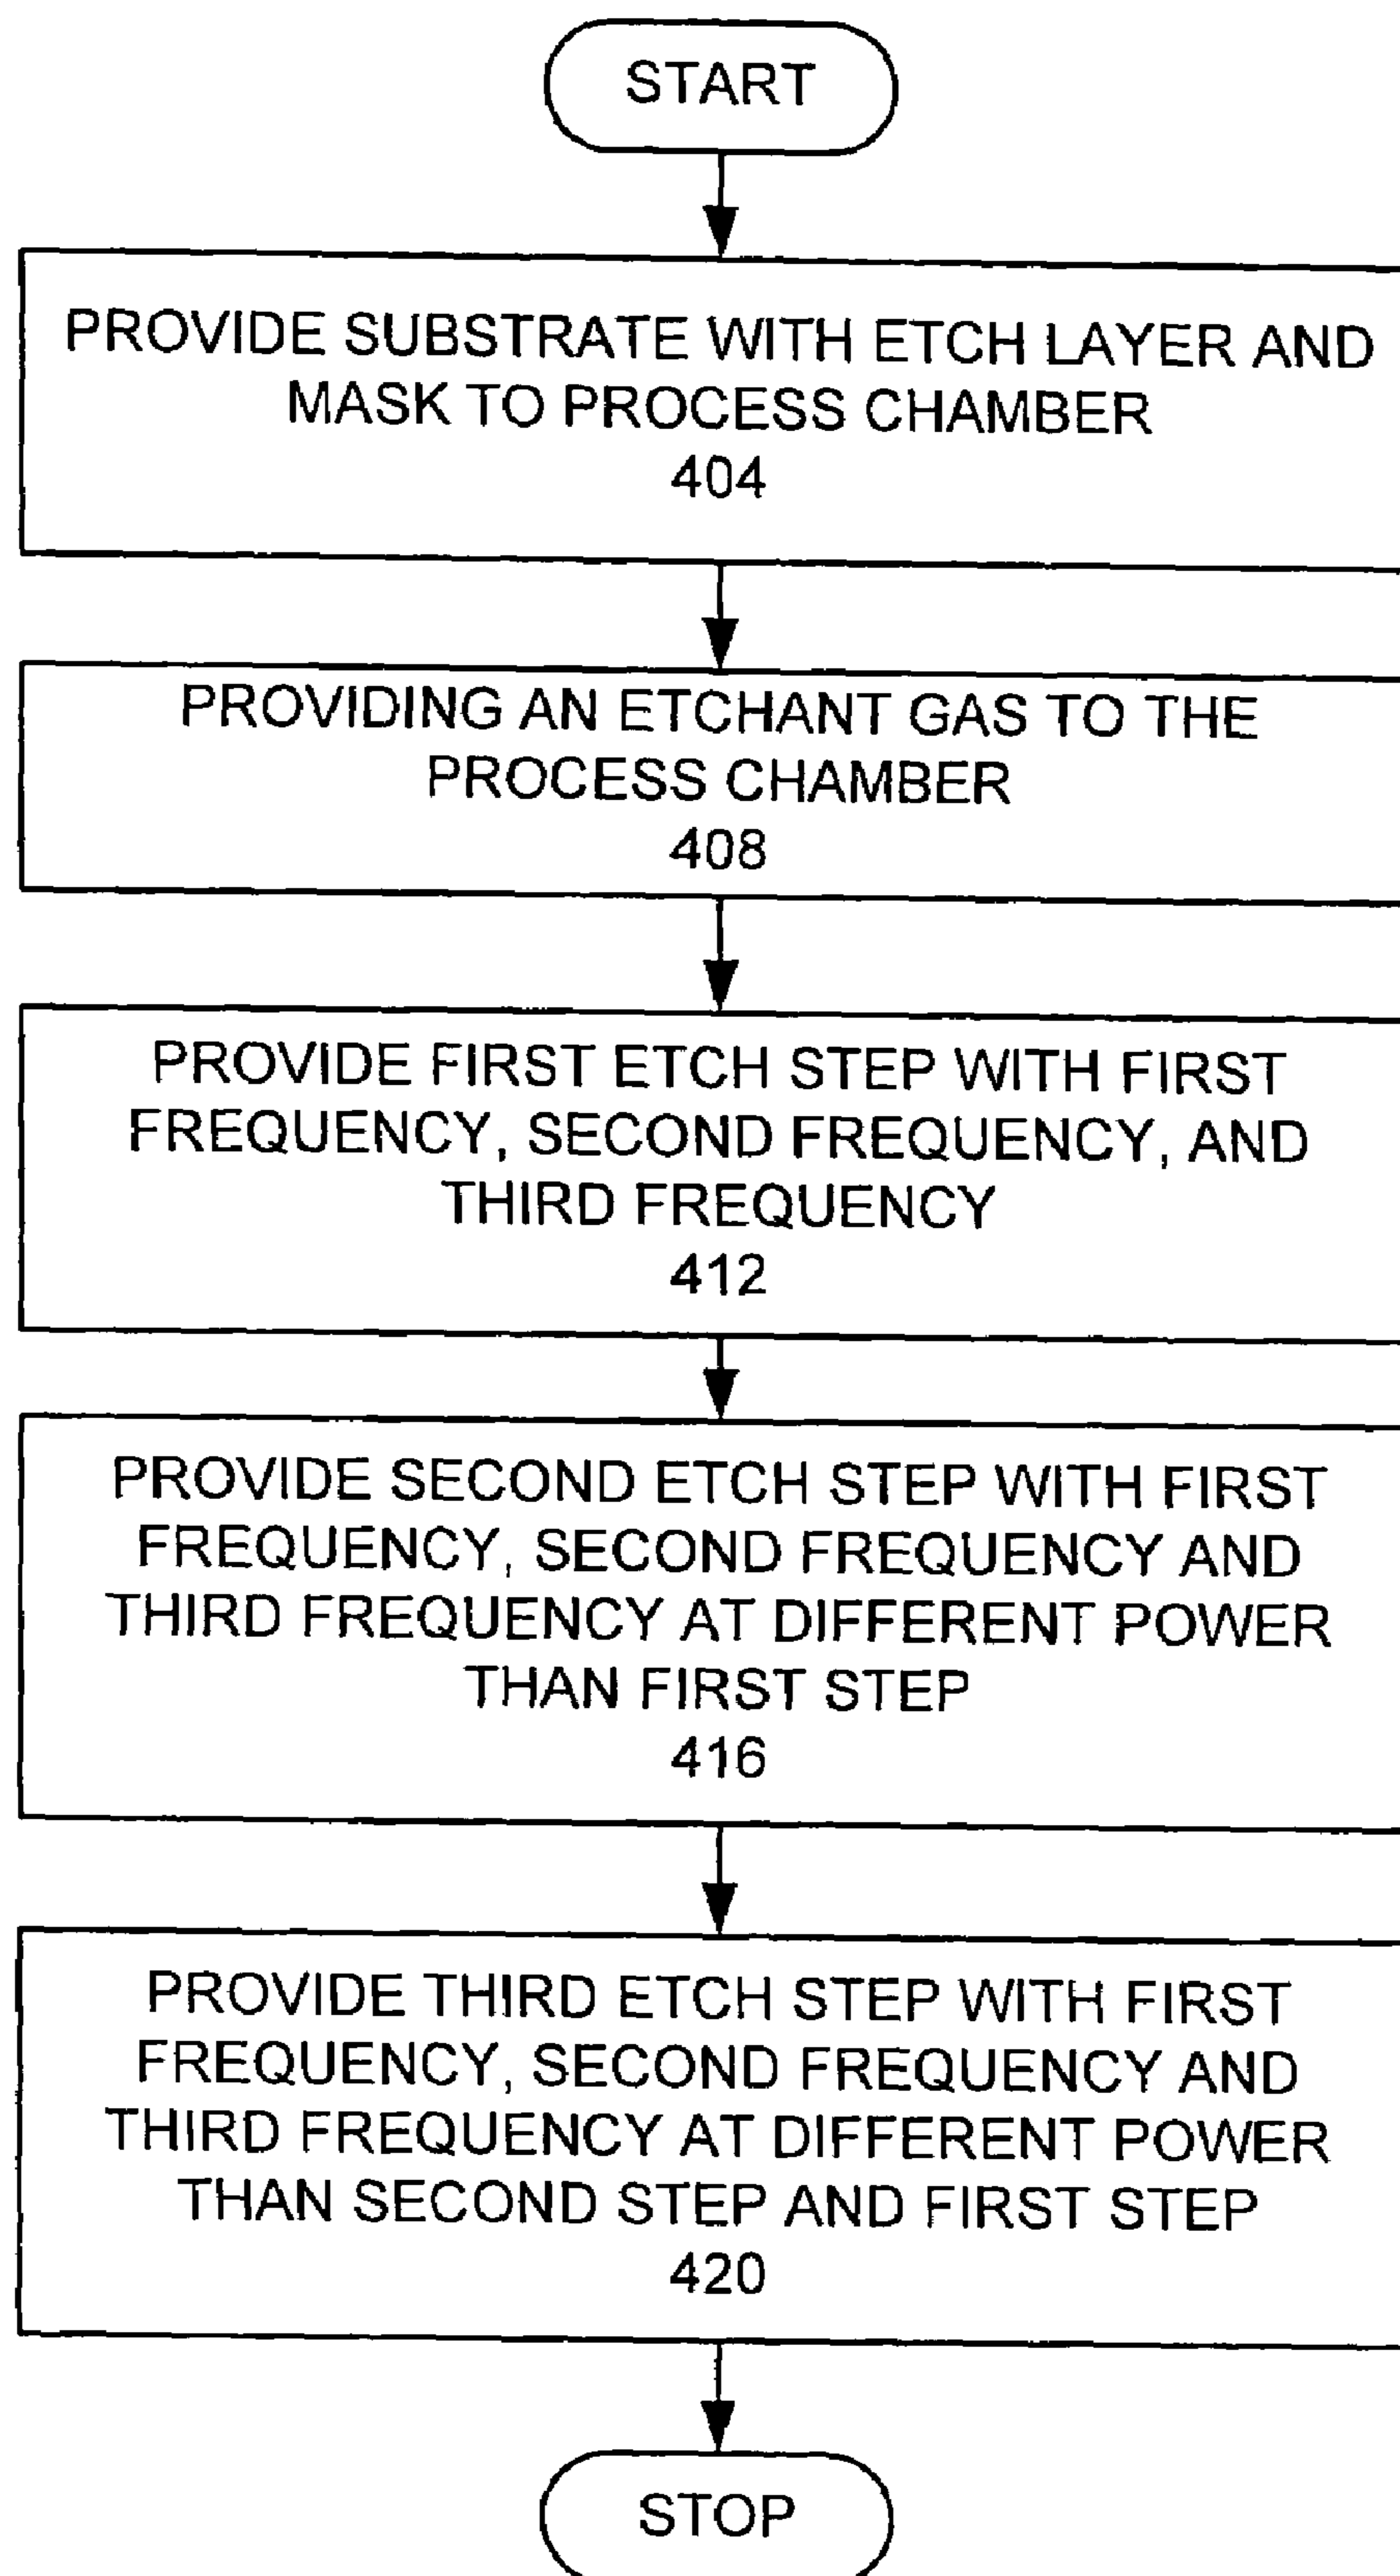 START
PROVIDE SUBSTRATE WITH ETCH LAYER AND
MASK TO PROCESS CHAMBER
404
PROVIDING AN ETCHANT GAS TO THE
PROCESS CHAMBER
408
PROVIDE FIRST ETCH STEP WITH FIRST
FREQUENCY, SECOND FREQUENCY, AND
THIRD FREQUENCY
412
PROVIDE SECOND ETCH STEP WITH FIRST
FREQUENCY, SECOND FREQUENCY AND
THIRD FREQUENCY AT DIFFERENT POWER
THAN FIRST STEP
416
PROVIDE THIRD ETCH STEP WITH FIRST
FREQUENCY, SECOND FREQUENCY AND
THIRD FREQUENCY AT DIFFERENT POWER
THAN SECOND STEP AND FIRST STEP
420
STOP